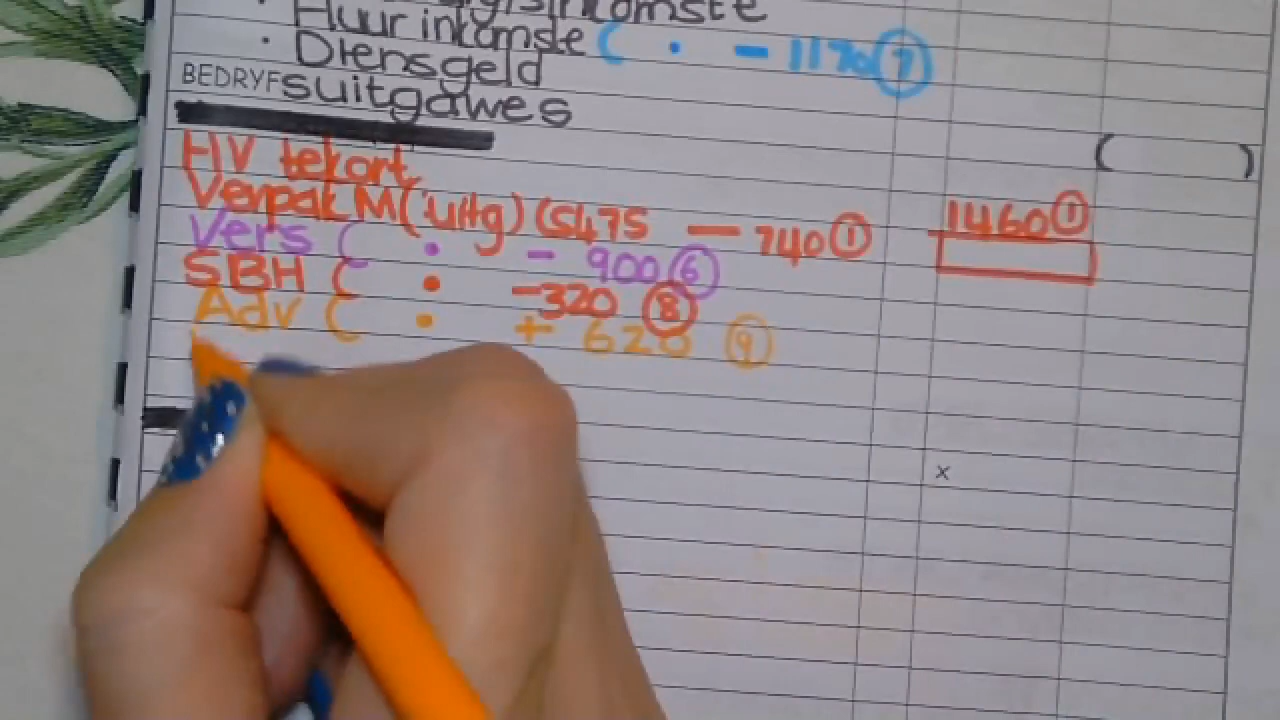 Huur inkomste ( · - 1170 ⑦
· Diensgeld
BEDRYFSuitgawes
( )
HV tekort 1460 ①
Verpak M (uitg) (5475 - 740 ①
Vers ( · - 900 ⑥
SBH ( · -320 ⑧
Adv ( · + 620 ⑨
x